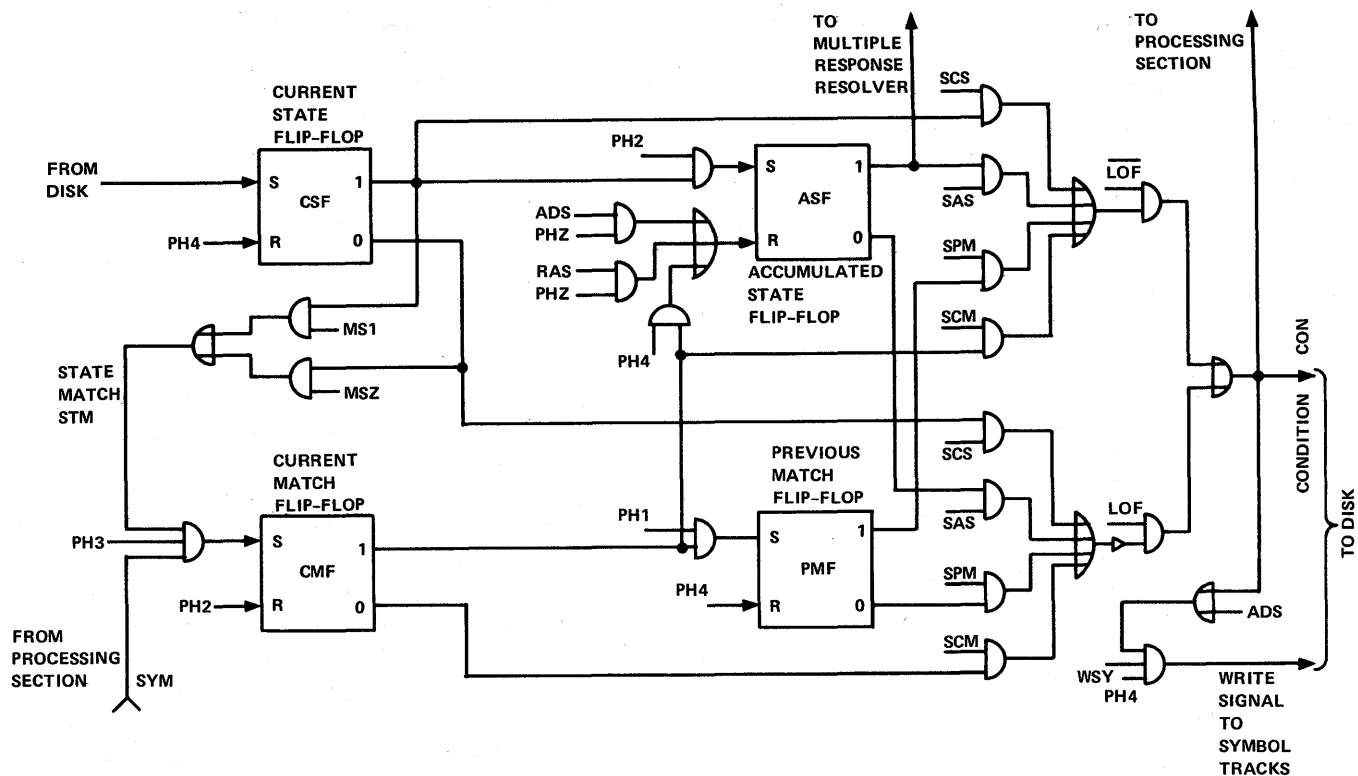 TO
MULTIPLE
RESPONSE
RESOLVER
TO
PROCESSING
SECTION
CURRENT
STATE
FLIP-FLOP
SCS
PH2
FROM
DISK
S
1
CSF
R
0
PH4
S
1
ASF
R
0
ACCUMULATED
STATE
FLIP-FLOP
ADS
PHZ
RAS
PHZ
PH4
SAS
SPM
SCM
LOF
MS1
MSZ
STATE
MATCH
STM
CON
CONDITION
TO DISK
CURRENT
MATCH
FLIP-FLOP
PREVIOUS
MATCH
FLIP-FLOP
SCS
SAS
SPM
SCM
LOF
PH3
S
1
CMF
R
0
PH2
PH1
S
1
PMF
R
0
PH4
ADS
FROM
PROCESSING
SECTION
SYM
WSY
PH4
WRITE
SIGNAL
TO
SYMBOL
TRACKS